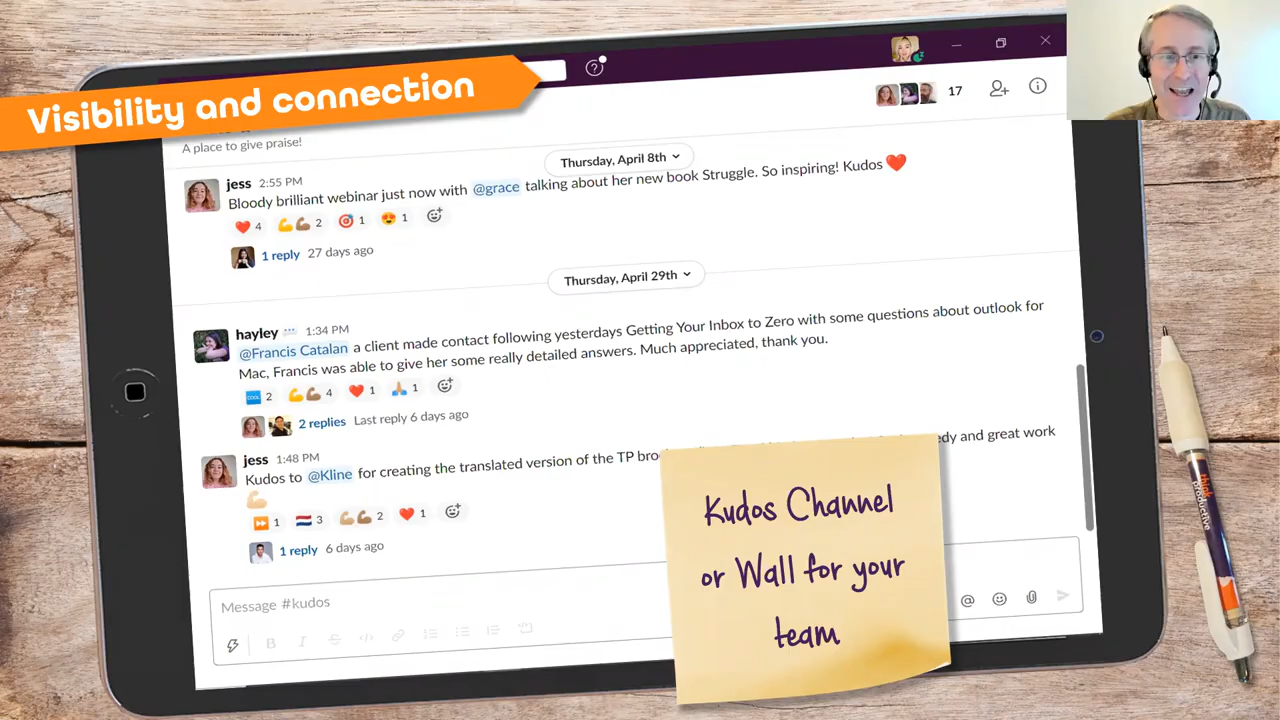 Visibility and connection
17
A place to give praise!
Thursday, April 8th
jess 2:55 PM
Bloody brilliant webinar just now with @grace talking about her new book Struggle. So inspiring! Kudos
4 2 1 1
1 reply 27 days ago
Thursday, April 29th
hayley 1:34 PM
@Francis Catalan a client made contact following yesterdays Getting Your Inbox to Zero with some questions about outlook for
Mac, Francis was able to give her some really detailed answers. Much appreciated, thank you.
COOL 2 4 1 1
2 replies Last reply 6 days ago
jess 1:48 PM
Kudos to @Kline for creating the translated version of the TP and great work
1 3 2 1
1 reply 6 days ago
Message #kudos
Kudos Channel
or Wall for your
team
think
productive